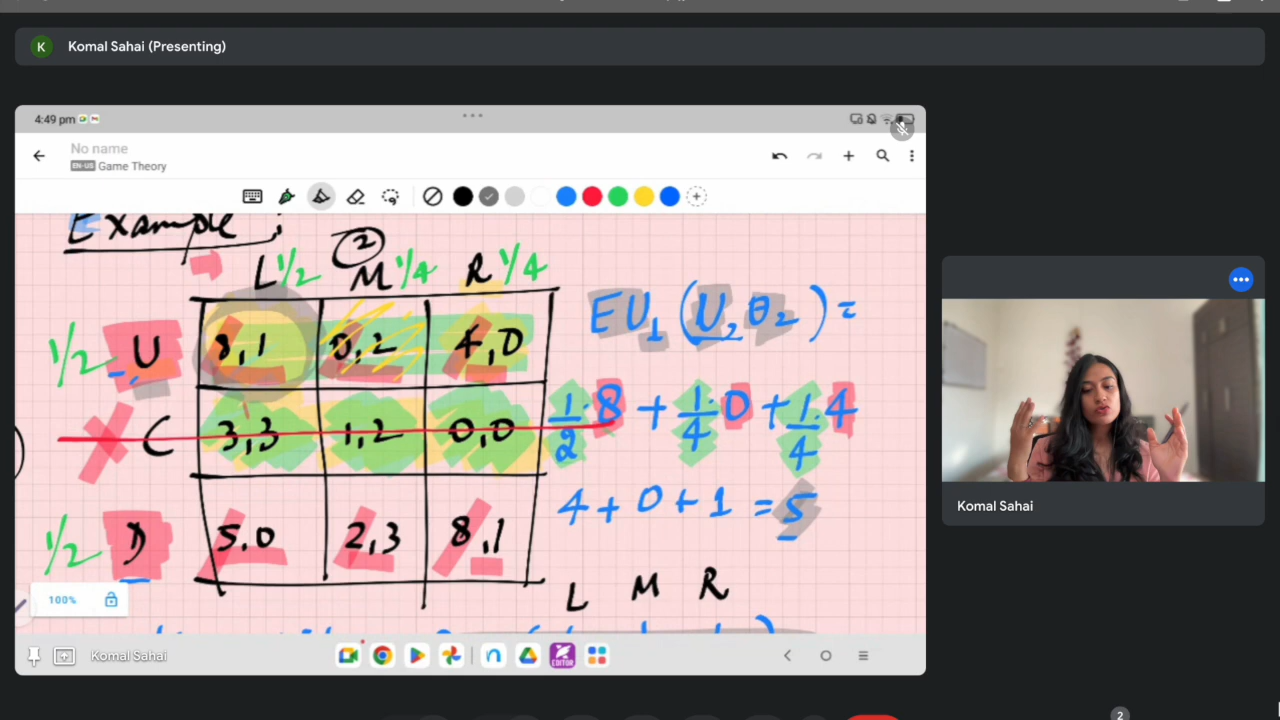 K Komal Sahai (Presenting)
4:49 pm
No name
EN-US Game Theory
Example :
2
L 1/2 M 1/4 R 1/4
1/2 U 8,1 0,2 4,0
C 3,3 1,2 0,0
1/2 D 5,0 2,3 8,1
EU₁ (U, θ₂) =
1/2 · 8 + 1/4 · 0 + 1/4 · 4
4 + 0 + 1 = 5
L M R
100%
Komal Sahai
EDITOR
Komal Sahai
2